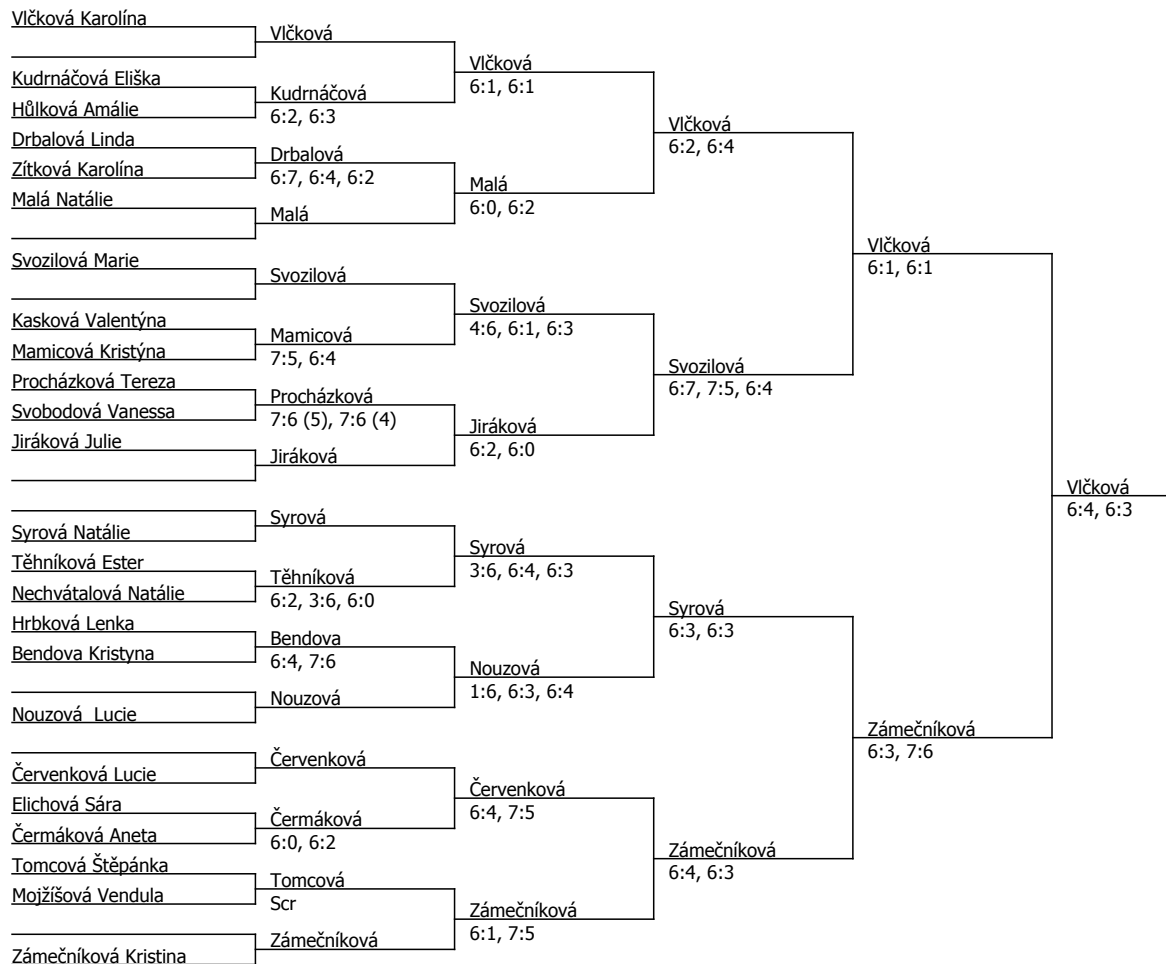 Vlčková Karolína
Kudrnáčová Eliška
Hůlková Amálie
Drbalová Linda
Zítková Karolína
Malá Natálie
Svozilová Marie
Kasková Valentýna
Mamicová Kristýna
Procházková Tereza
Svobodová Vanessa
Jiráková Julie
Syrová Natálie
Těhníková Ester
Nechvátalová Natálie
Hrbková Lenka
Bendova Kristyna
Nouzová  Lucie
Červenková Lucie
Elichová Sára
Čermáková Aneta
Tomcová Štěpánka
Mojžíšová Vendula
Zámečníková Kristina
Vlčková
Kudrnáčová
6:2, 6:3
Drbalová
6:7, 6:4, 6:2
Malá
Svozilová
Mamicová
7:5, 6:4
Procházková
7:6 (5), 7:6 (4)
Jiráková
Syrová
Těhníková
6:2, 3:6, 6:0
Bendova
6:4, 7:6
Nouzová
Červenková
Čermáková
6:0, 6:2
Tomcová
Scr
Zámečníková
Vlčková
6:1, 6:1
Malá
6:0, 6:2
Svozilová
4:6, 6:1, 6:3
Jiráková
6:2, 6:0
Syrová
3:6, 6:4, 6:3
Nouzová
1:6, 6:3, 6:4
Červenková
6:4, 7:5
Zámečníková
6:1, 7:5
Vlčková
6:2, 6:4
Svozilová
6:7, 7:5, 6:4
Syrová
6:3, 6:3
Zámečníková
6:4, 6:3
Vlčková
6:1, 6:1
Zámečníková
6:3, 7:6
Vlčková
6:4, 6:3